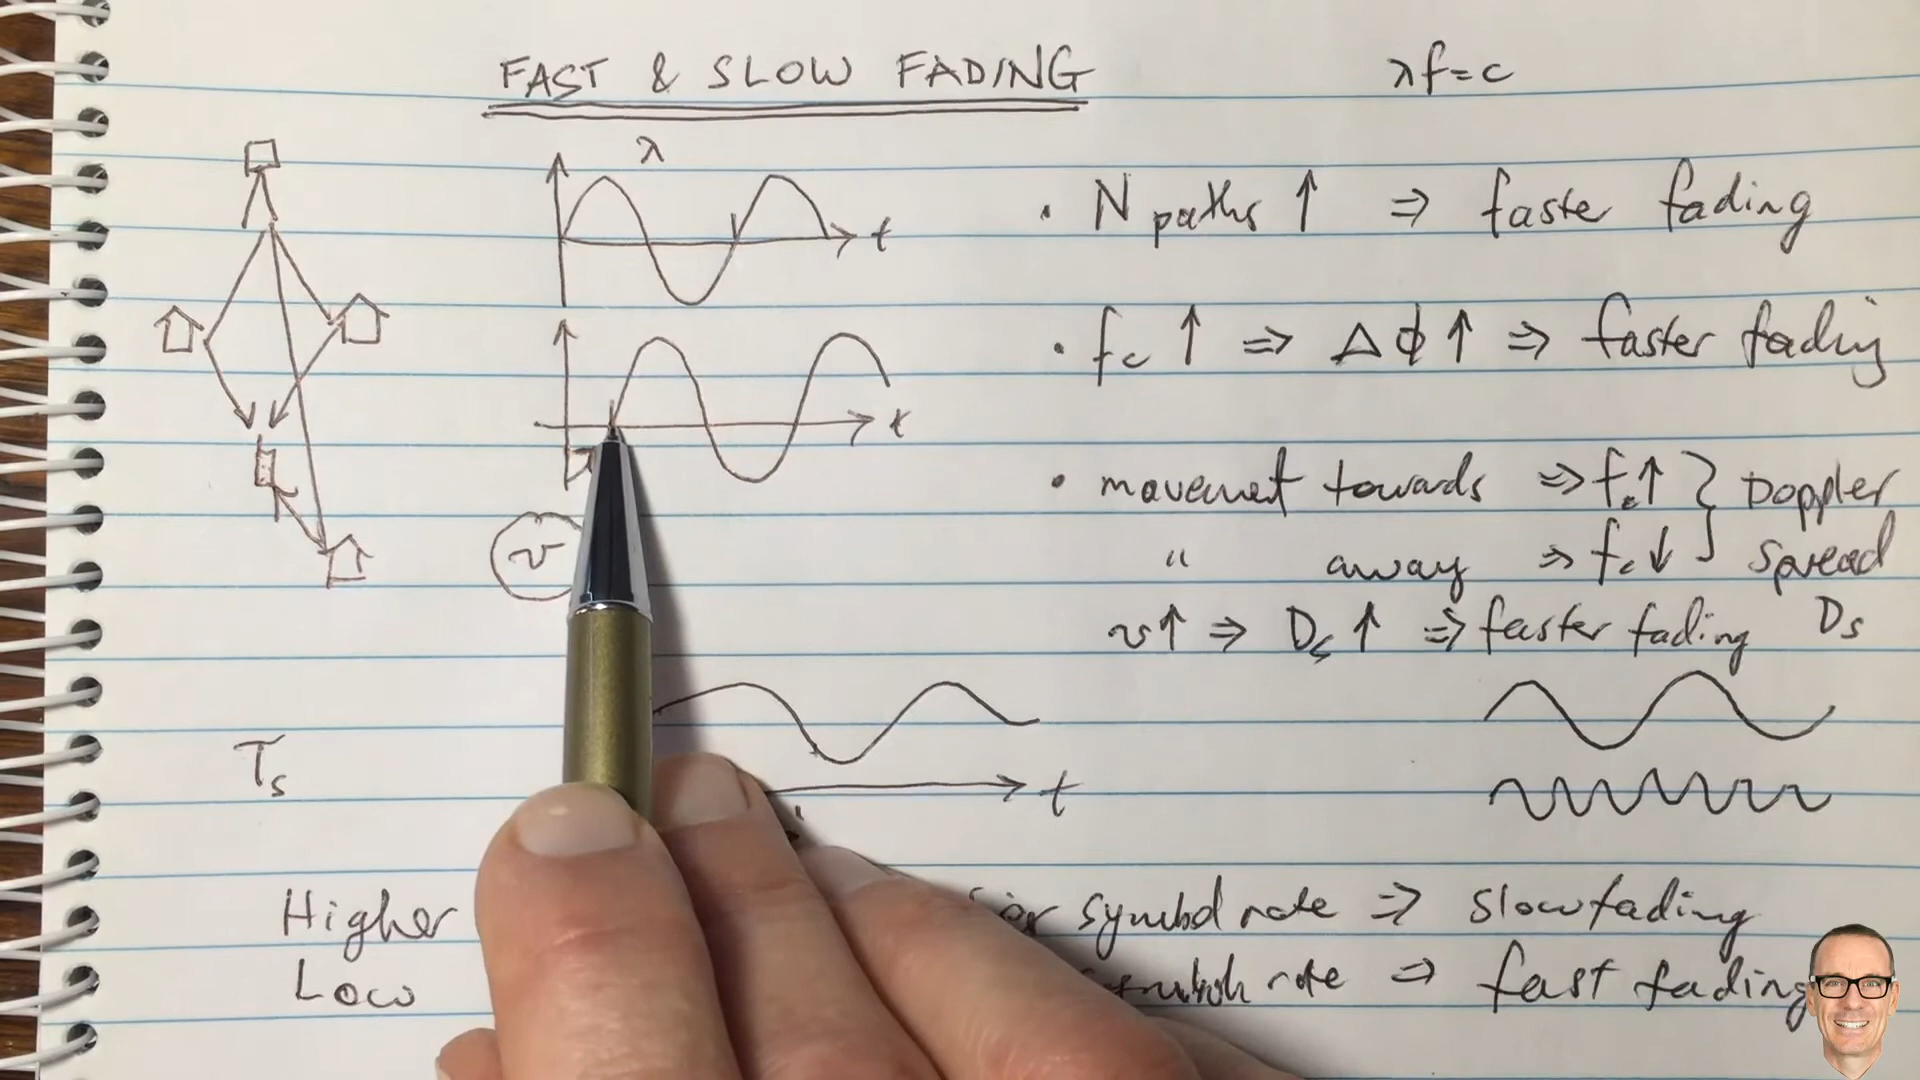 FAST & SLOW FADING
λf=c
λ
t
• N paths ↑ ⇒ faster fading
• fc ↑ ⇒ Δϕ↑ ⇒ faster fading
t
• movement towards ⇒ fc↑ } Doppler
" away ⇒ fc↓ Spread
v
v↑ ⇒ Ds ↑ ⇒ faster fading Ds
Ts
t
Higher symbol rate ⇒ slow fading
Low rate ⇒ fast fading